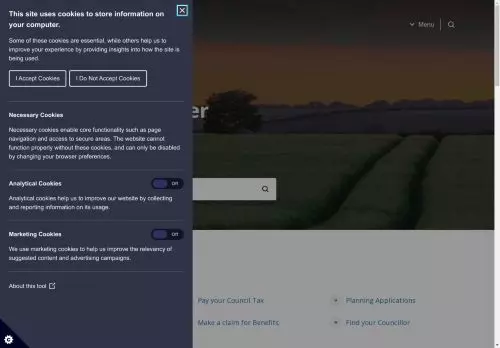 This site uses cookies to store information on
your computer.
Some of these cookies are essential, while others help us to
improve your experience by providing insights into how the site is
being used.
I Accept Cookies
I Do Not Accept Cookies
Necessary Cookies
Necessary cookies enable core functionality such as page
navigation and access to secure areas. The website cannot
function properly without these cookies, and can only be disabled
by changing your browser preferences.
Analytical Cookies
Off
Analytical cookies help us to improve our website by collecting
and reporting information on its usage.
Marketing Cookies
Off
We use marketing cookies to help us improve the relevancy of
suggested content and advertising campaigns.
About this tool
Menu
er
Pay your Council Tax
Planning Applications
Make a claim for Benefits
Find your Councillor